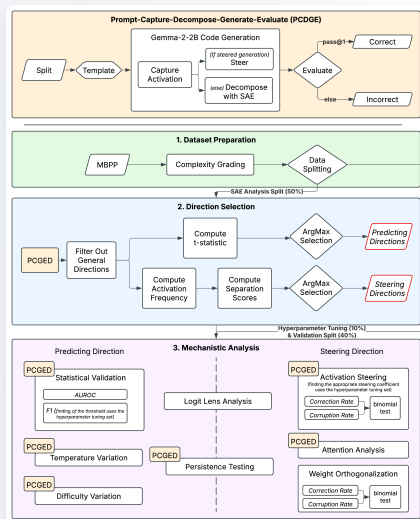 Prompt-Capture-Decompose-Generate-Evaluate (PCDGE)
Gemma-2-2B Code Generation
Split
Template
Capture
Activation
(If steered generation)
Steer
(else) Decompose
with SAE
Evaluate
pass@1
Correct
else
Incorrect
1. Dataset Preparation
MBPP
Complexity Grading
Data
Splitting
SAE Analysis Split (50%)
2. Direction Selection
PCGED
Filter Out
General
Directions
Compute
t-statistic
ArgMax
Selection
Predicting
Directions
Compute
Activation
Frequency
Compute
Separation
Scores
ArgMax
Selection
Steering
Directions
Hyperparameter Tuning (10%)
& Validation Split (40%)
3. Mechanistic Analysis
Predicting Direction
Steering Direction
PCGED
Statistical Validation
AUROC
F1 (finding of the threshold uses the
hyperparameter tuning set)
PCGED
Temperature Variation
PCGED
Difficulty Variation
Logit Lens Analysis
PCGED
Persistence Testing
PCGED
Activation Steering
(finding the appropriate steering coefficient
uses the hyperparameter tuning set)
Correction Rate
Corruption Rate
binomial
test
PCGED
Attention Analysis
Weight Orthogonalization
Correction Rate
Corruption Rate
binomial
test